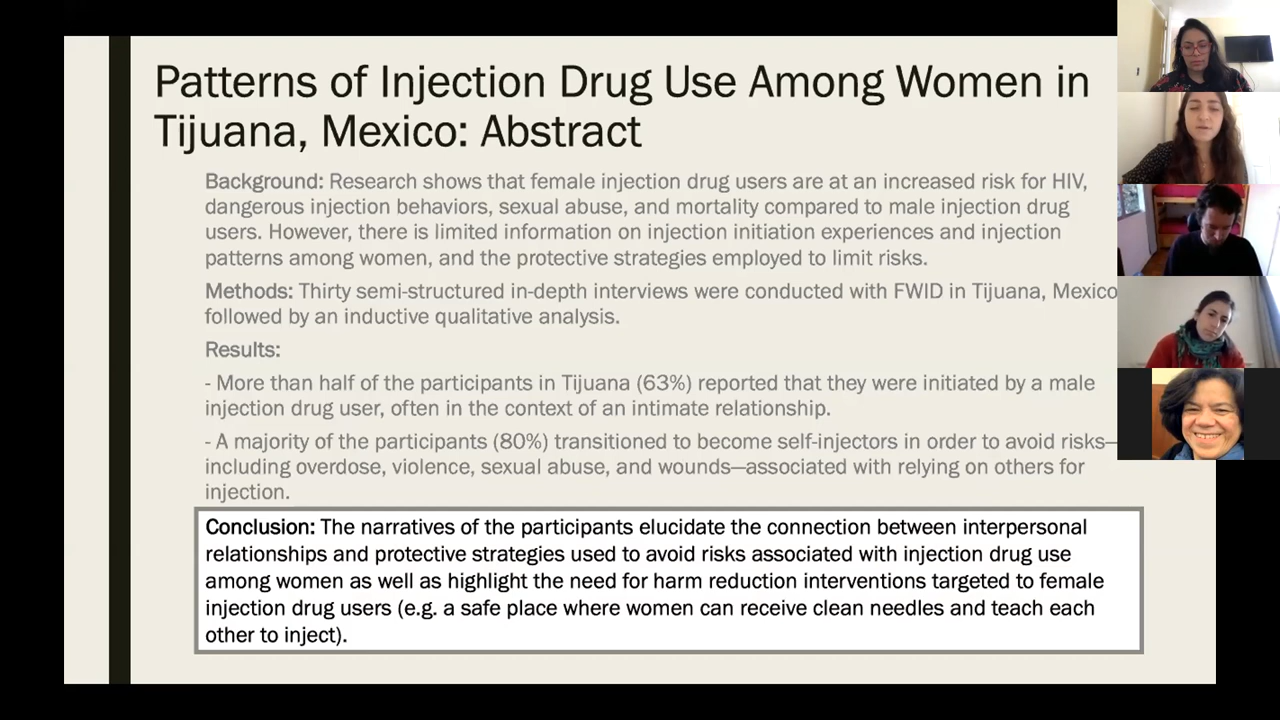 Patterns of Injection Drug Use Among Women in
Tijuana, Mexico: Abstract
Background: Research shows that female injection drug users are at an increased risk for HIV,
dangerous injection behaviors, sexual abuse, and mortality compared to male injection drug
users. However, there is limited information on injection initiation experiences and injection
patterns among women, and the protective strategies employed to limit risks.
Methods: Thirty semi-structured in-depth interviews were conducted with FWID in Tijuana, Mexico
followed by an inductive qualitative analysis.
Results:
- More than half of the participants in Tijuana (63%) reported that they were initiated by a male
injection drug user, often in the context of an intimate relationship.
- A majority of the participants (80%) transitioned to become self-injectors in order to avoid risks—
including overdose, violence, sexual abuse, and wounds—associated with relying on others for
injection.
Conclusion: The narratives of the participants elucidate the connection between interpersonal
relationships and protective strategies used to avoid risks associated with injection drug use
among women as well as highlight the need for harm reduction interventions targeted to female
injection drug users (e.g. a safe place where women can receive clean needles and teach each
other to inject).